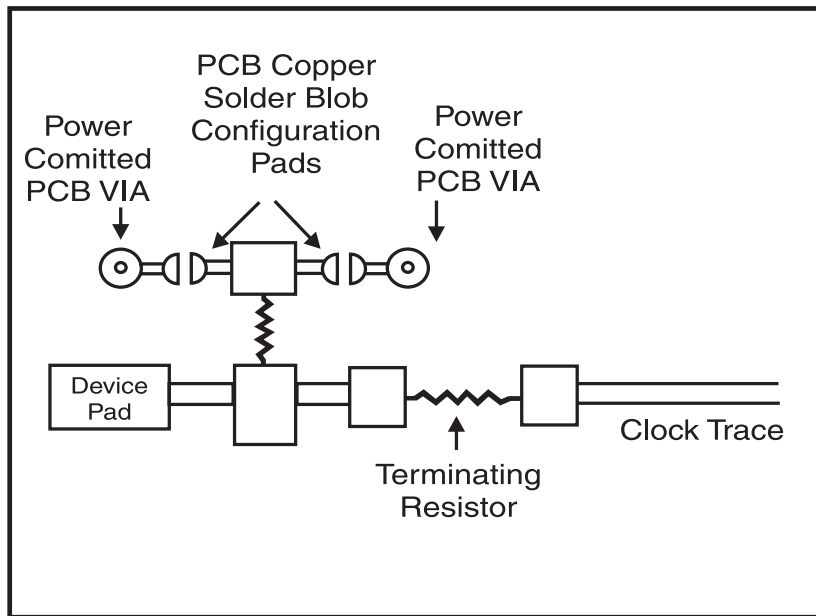 PCB Copper
Solder Blob
Configuration
Pads
Power
Comitted
PCB VIA
Power
Comitted
PCB VIA
Device
Pad
Clock Trace
Terminating
Resistor